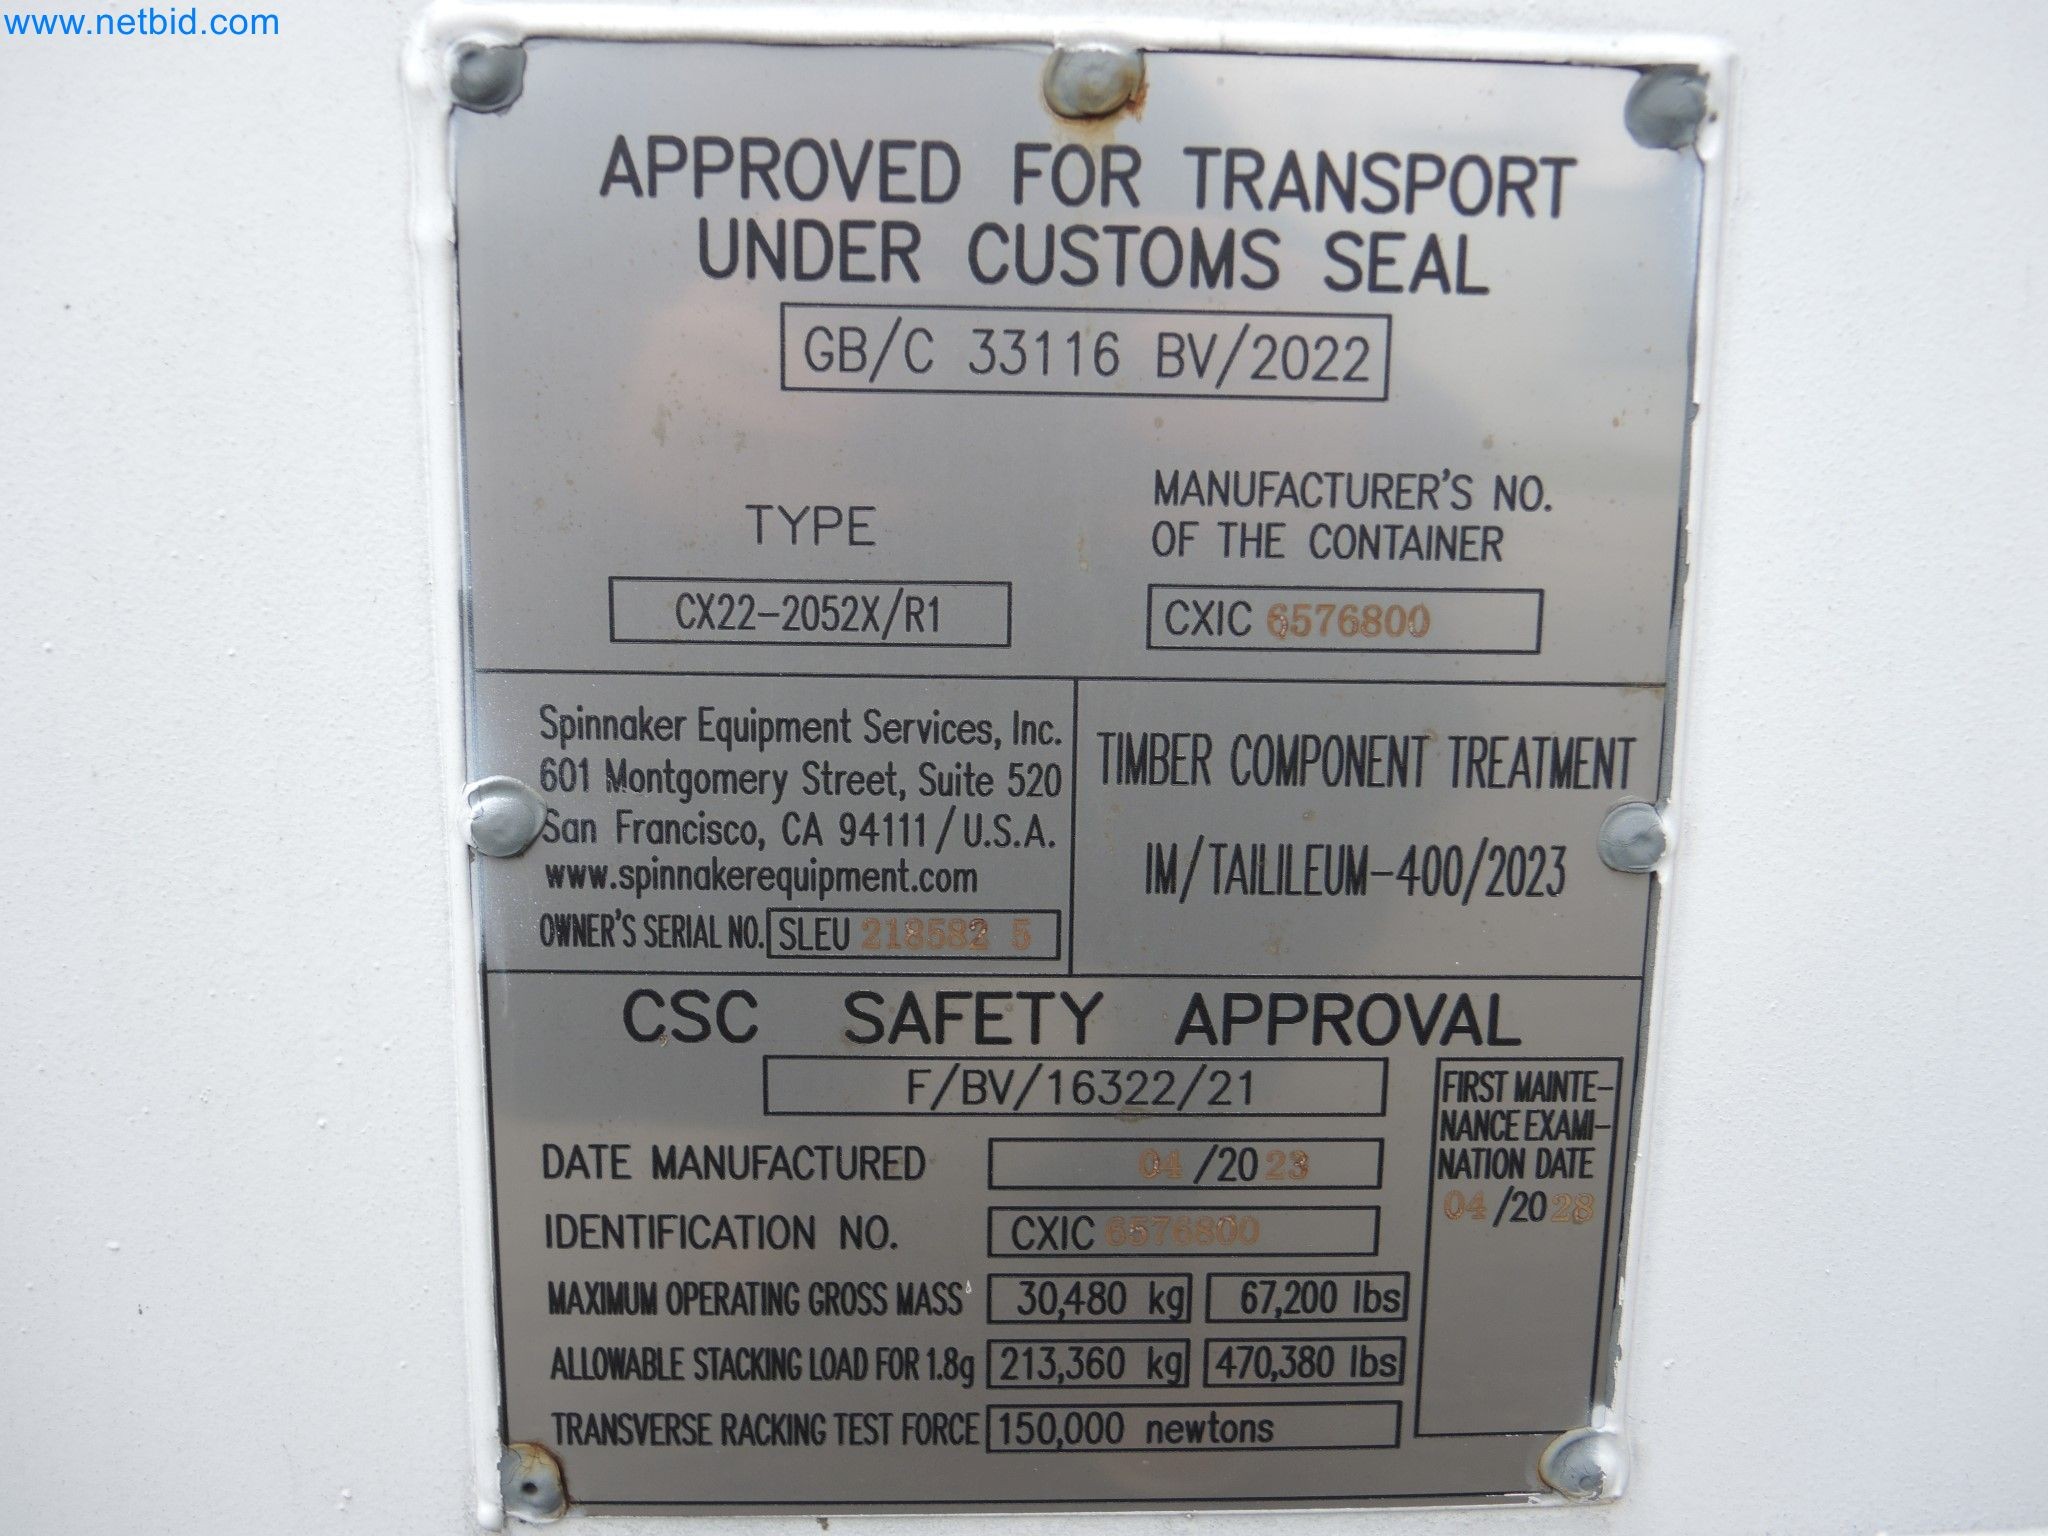 www.netbid.com
APPROVED FOR TRANSPORT
UNDER CUSTOMS SEAL
GB/C 33116 BV/2022
TYPE
CX22-2052X/R1
MANUFACTURER'S NO.
OF THE CONTAINER
CXIC 6576800
Spinnaker Equipment Services, Inc.
601 Montgomery Street, Suite 520
San Francisco, CA 94111/U.S.A.
www.spinnakerequipment.com
OWNER'S SERIAL NO. SLEU 218582 5
TIMBER COMPONENT TREATMENT
IM/TAILILEUM-400/2023
CSC SAFETY APPROVAL
F/BV/16322/21
DATE MANUFACTURED 04/2023
IDENTIFICATION NO. CXIC 6576800
MAXIMUM OPERATING GROSS MASS 30,480 kg 67,200 lbs
ALLOWABLE STACKING LOAD FOR 1.8g 213,360 kg 470,380 lbs
TRANSVERSE RACKING TEST FORCE 150,000 newtons
FIRST MAINTE-
NANCE EXAMI-
NATION DATE
04/2028